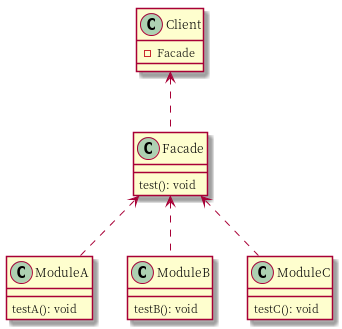 C Client
Facade
C Facade
test(): void
C ModuleA
C ModuleB
C ModuleC
testA(): void
testB(): void
testC(): void